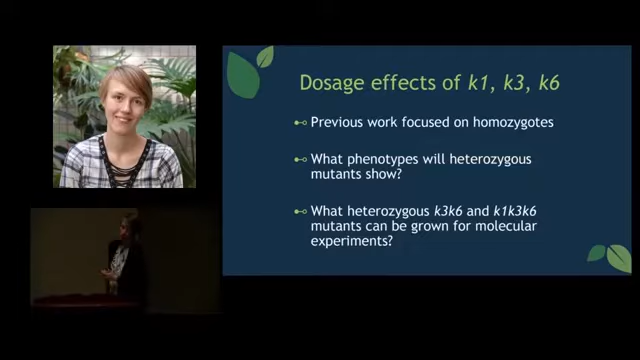 Dosage effects of k1, k3, k6
Previous work focused on homozygotes
What phenotypes will heterozygous
mutants show?
What heterozygous k3k6 and k1k3k6
mutants can be grown for molecular
experiments?